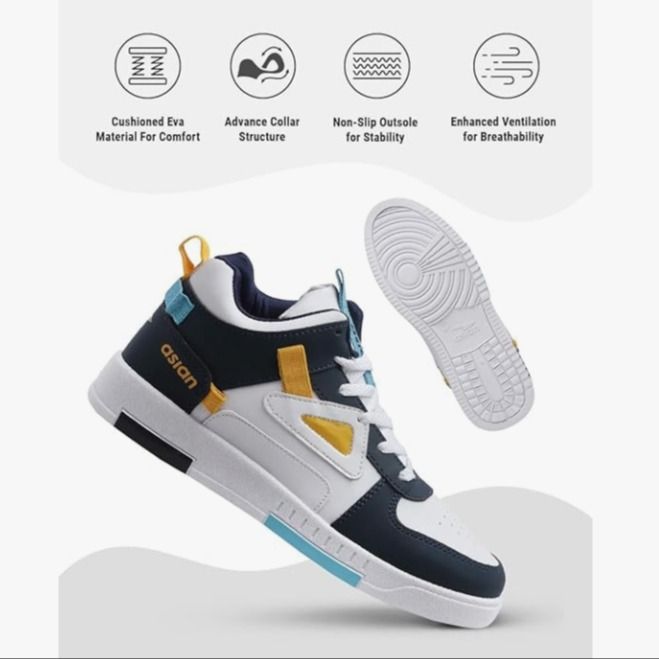 Cushioned Eva
Material For Comfort
Advance Collar
Structure
Non-Slip Outsole
for Stability
Enhanced Ventilation
for Breathability
asian